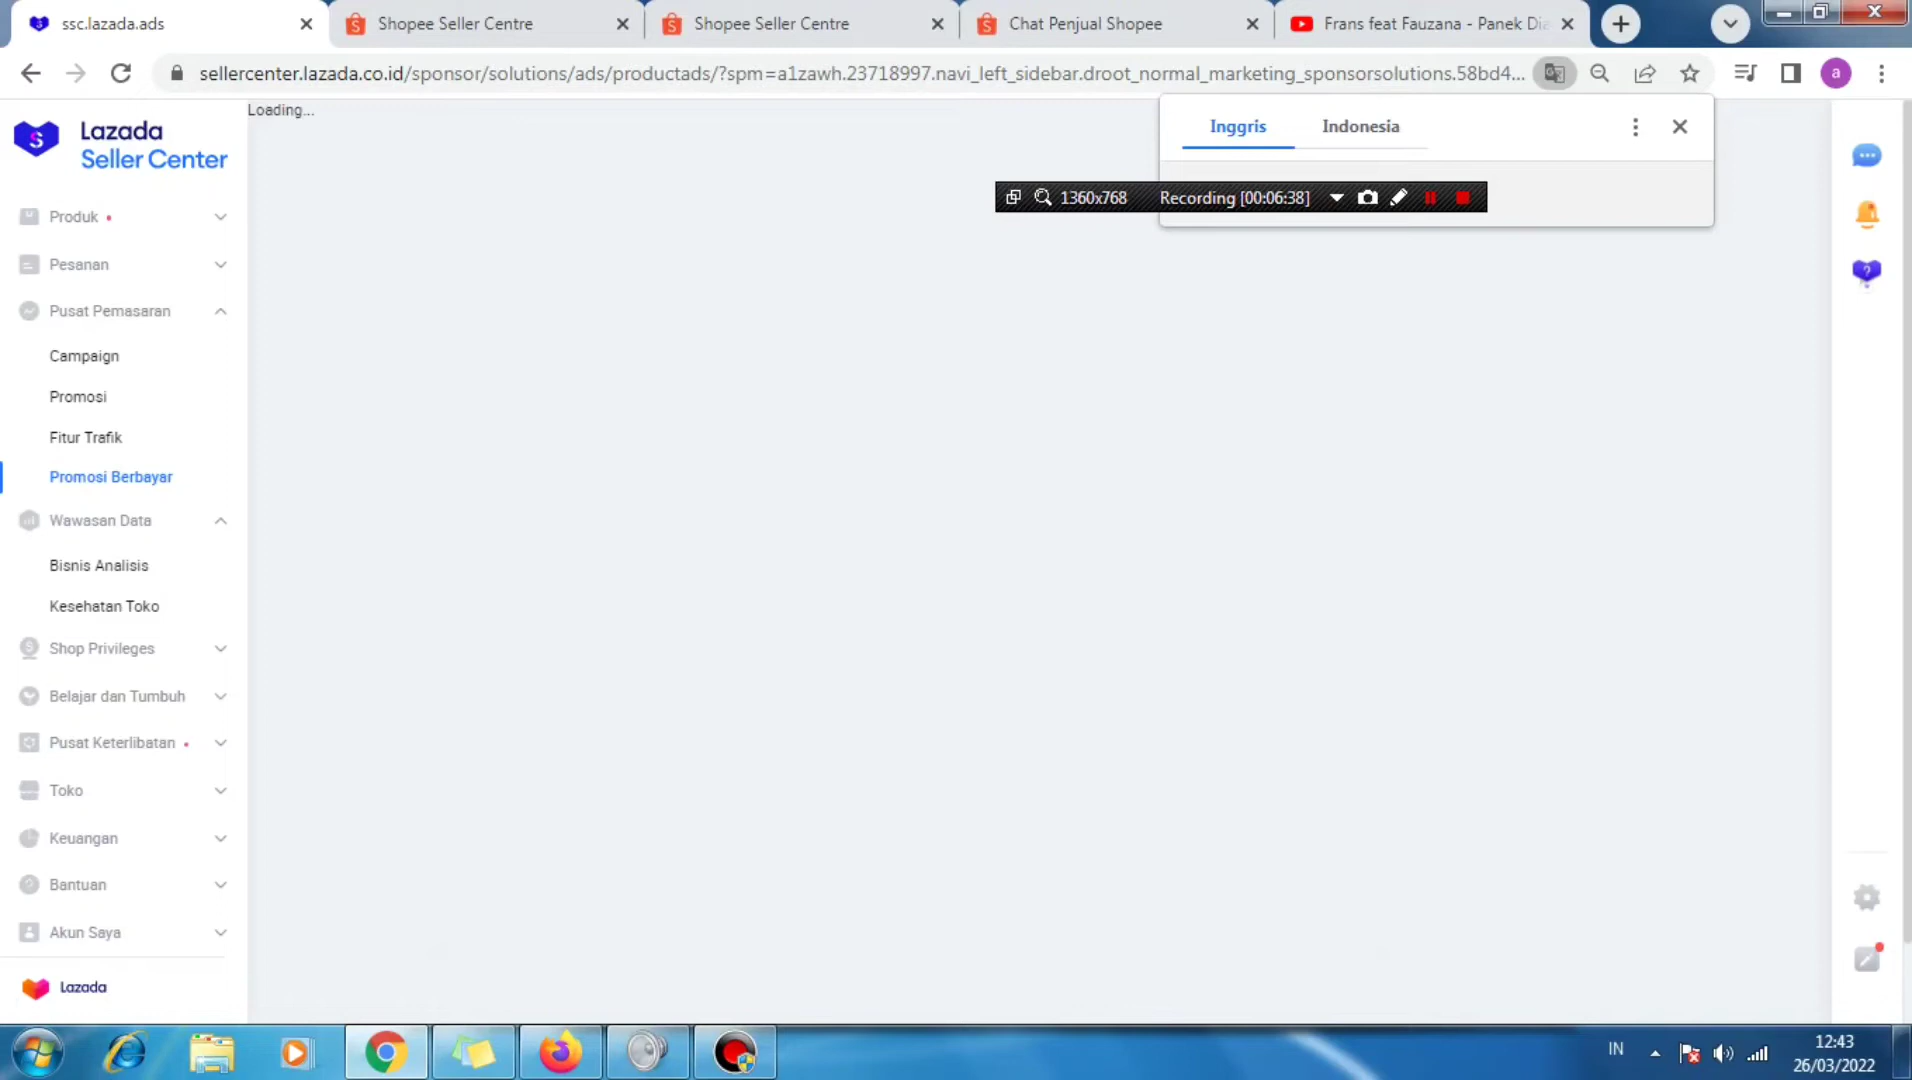 ssc.lazada.ads
Shopee Seller Centre
Shopee Seller Centre
Chat Penjual Shopee
Frans feat Fauzana - Panek Dia
sellercenter.lazada.co.id/sponsor/solutions/ads/productads/?spm=a1zawh.23718997.navi_left_sidebar.droot_normal_marketing_sponsorsolutions.58bd4...
a
Lazada
Seller Center
Loading...
Inggris
Indonesia
1360x768
Recording [00:06:38]
Produk
Pesanan
Pusat Pemasaran
Campaign
Promosi
Fitur Trafik
Promosi Berbayar
Wawasan Data
Bisnis Analisis
Kesehatan Toko
Shop Privileges
Belajar dan Tumbuh
Pusat Keterlibatan
Toko
Keuangan
Bantuan
Akun Saya
Lazada
IN
12:43
26/03/2022